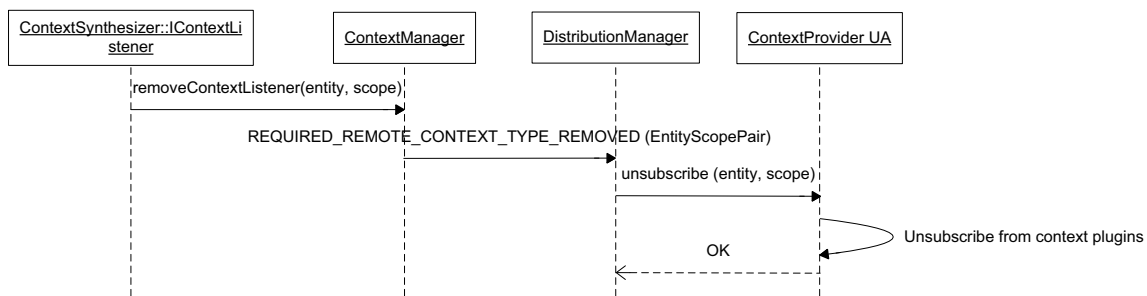 ContextSynthesizer::IContextLi
stener
ContextManager
DistributionManager
ContextProvider UA
removeContextListener(entity, scope)
REQUIRED_REMOTE_CONTEXT_TYPE_REMOVED (EntityScopePair)
unsubscribe (entity, scope)
Unsubscribe from context plugins
OK